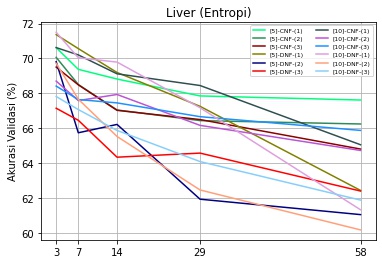 Liver (Entropi)
Akurasi Validasi (%)
72
70
68
66
64
62
60
3
7
14
29
58
[5]-CNF-(1)
[5]-CNF-(2)
[5]-CNF-(3)
[5]-DNF-(1)
[5]-DNF-(2)
[5]-DNF-(3)
[10]-CNF-(1)
[10]-CNF-(2)
[10]-CNF-(3)
[10]-DNF-(1)
[10]-DNF-(2)
[10]-DNF-(3)